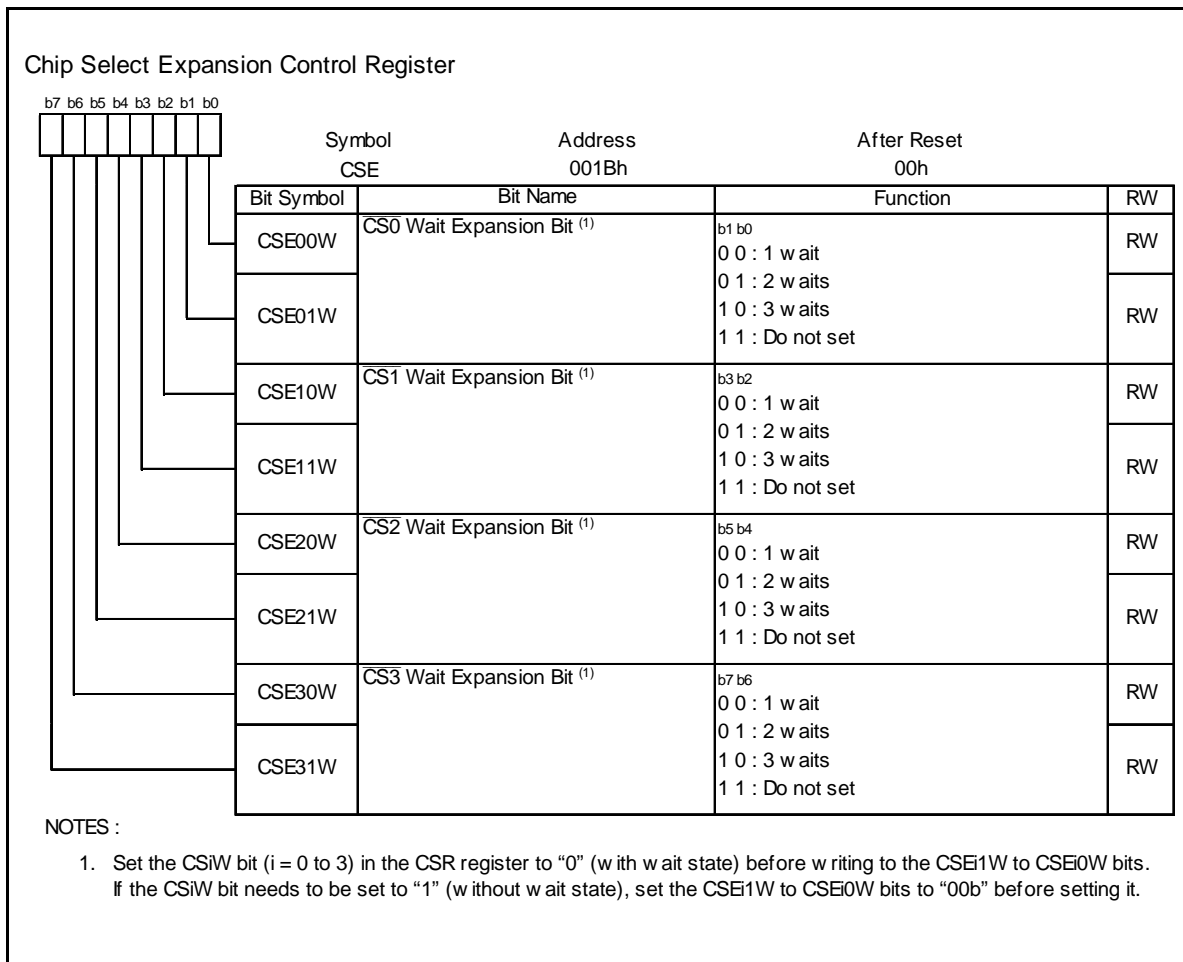 Chip Select Expansion Control Register
b7 b6 b5 b4 b3 b2 b1 b0
Symbol Address After Reset
CSE 001Bh 00h
Bit Symbol Bit Name Function RW
CSE00W CS0 Wait Expansion Bit (1) b1 b0 RW
0 0 : 1 wait
0 1 : 2 waits
CSE01W 1 0 : 3 waits RW
1 1 : Do not set
CSE10W CS1 Wait Expansion Bit (1) b3 b2 RW
0 0 : 1 wait
0 1 : 2 waits
CSE11W 1 0 : 3 waits RW
1 1 : Do not set
CSE20W CS2 Wait Expansion Bit (1) b5 b4 RW
0 0 : 1 wait
0 1 : 2 waits
CSE21W 1 0 : 3 waits RW
1 1 : Do not set
CSE30W CS3 Wait Expansion Bit (1) b7 b6 RW
0 0 : 1 wait
0 1 : 2 waits
CSE31W 1 0 : 3 waits RW
1 1 : Do not set
NOTES :
1. Set the CSiW bit (i = 0 to 3) in the CSR register to “0” (with wait state) before writing to the CSEi1W to CSEi0W bits.
If the CSiW bit needs to be set to “1” (without wait state), set the CSEi1W to CSEi0W bits to “00b” before setting it.